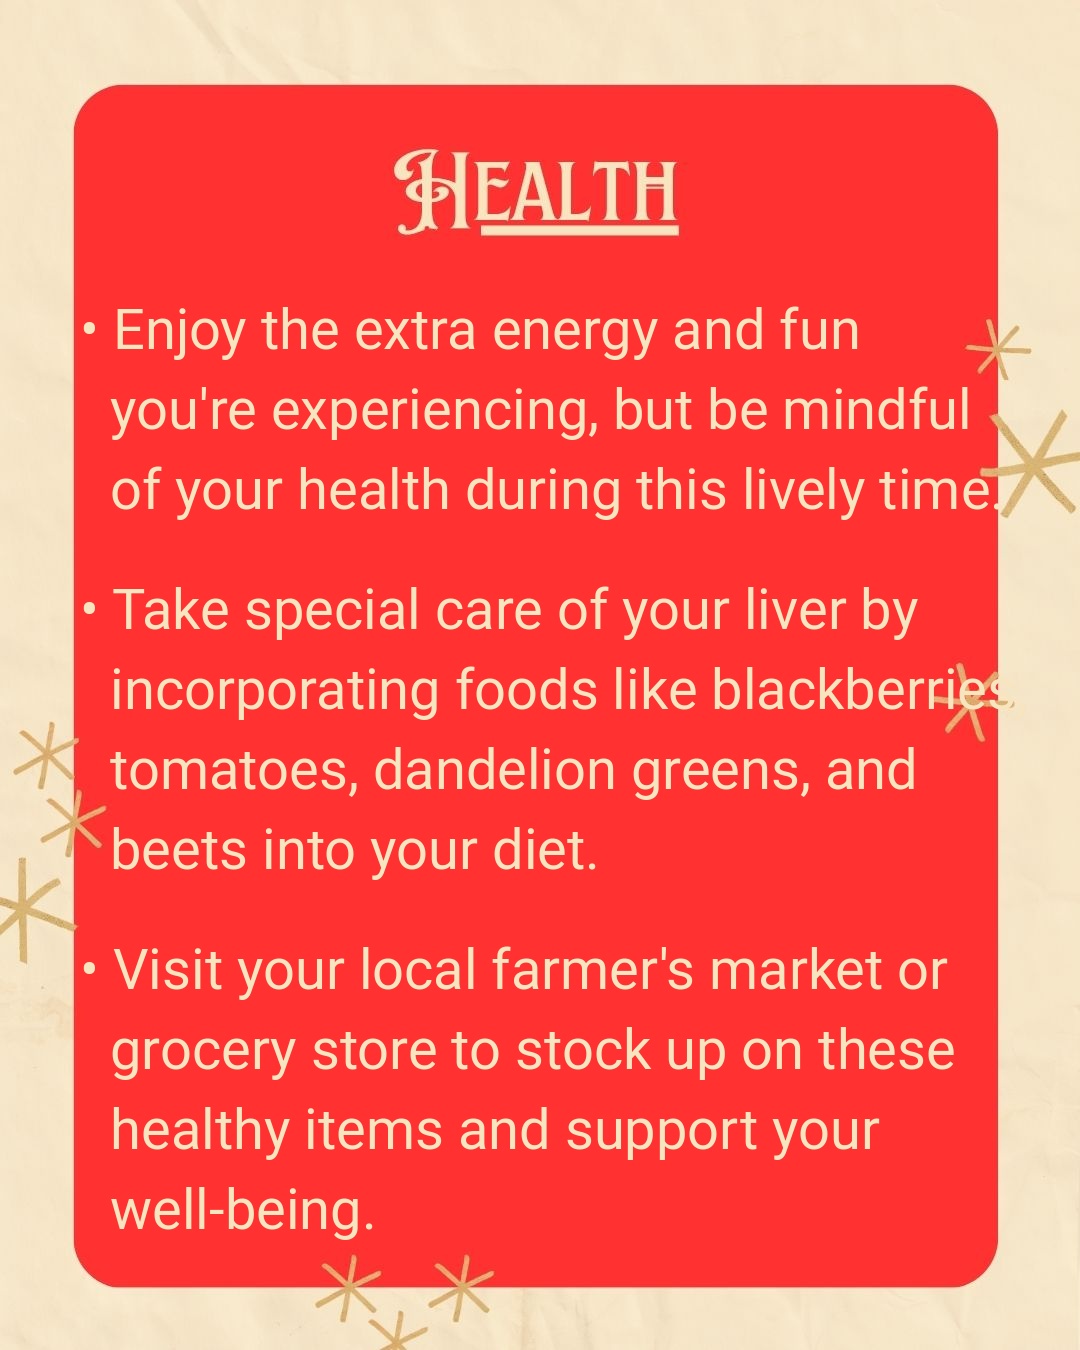 HEALTH
• Enjoy the extra energy and fun
you're experiencing, but be mindful
of your health during this lively time.
• Take special care of your liver by
incorporating foods like blackberries,
tomatoes, dandelion greens, and
beets into your diet.
• Visit your local farmer's market or
grocery store to stock up on these
healthy items and support your
well-being.